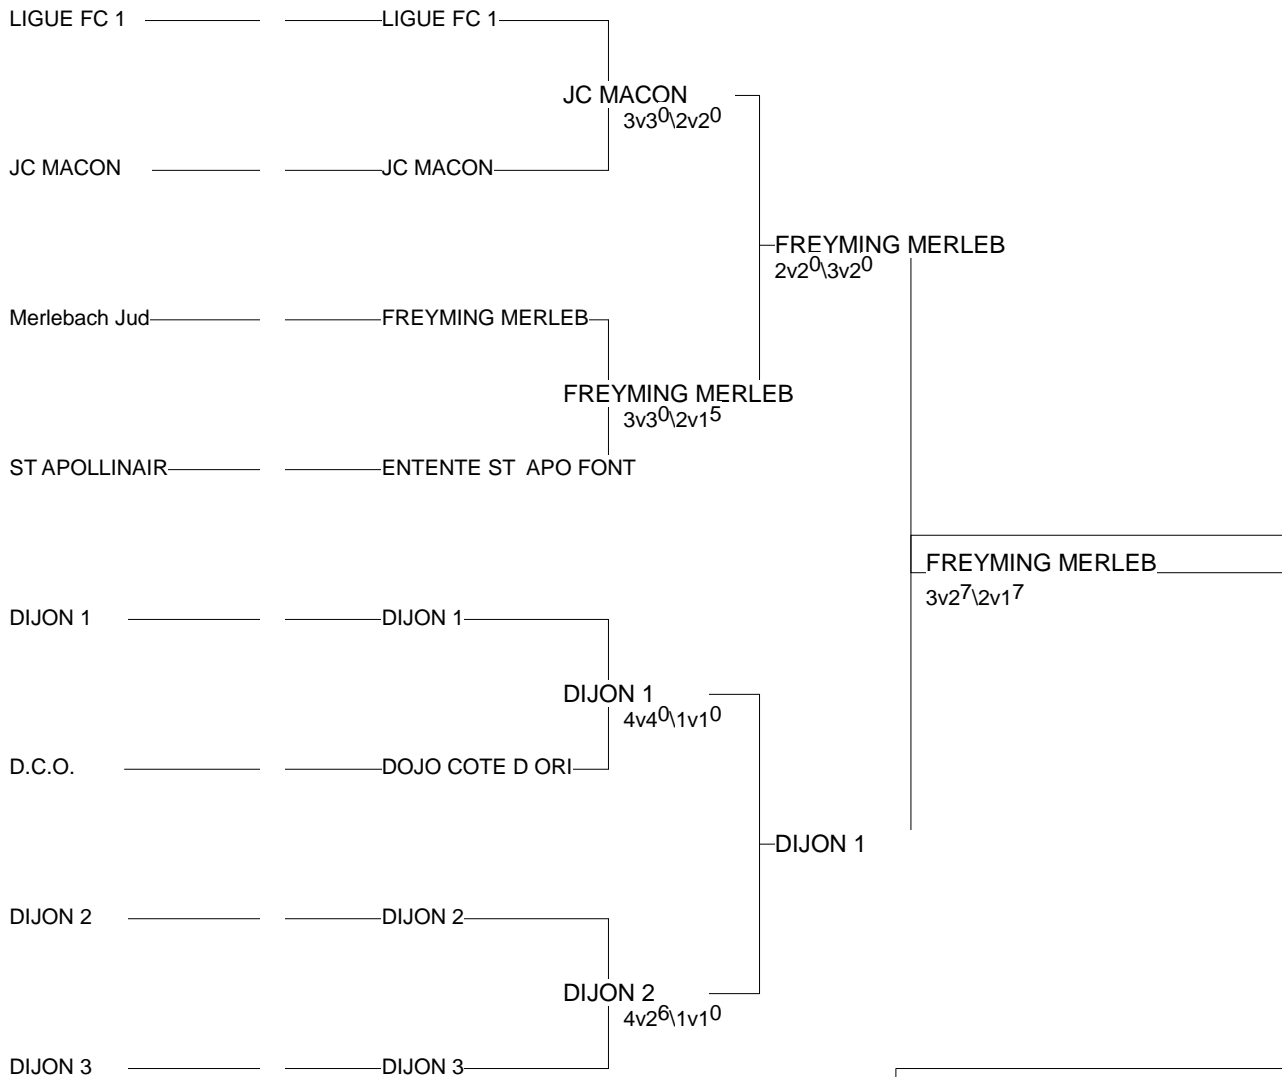 LIGUE FC 1 LIGUE FC 1
JC MACON
3v30\2v20
JC MACON JC MACON
FREYMING MERLEB
2v20\3v20
Merlebach Jud FREYMING MERLEB
FREYMING MERLEB
3v30\2v15
ST APOLLINAIR ENTENTE ST APO FONT
FREYMING MERLEB
3v27\2v17
DIJON 1 DIJON 1
DIJON 1
4v40\1v10
D.C.O. DOJO COTE D ORI
DIJON 1
DIJON 2 DIJON 2
DIJON 2
4v26\1v10
DIJON 3 DIJON 3